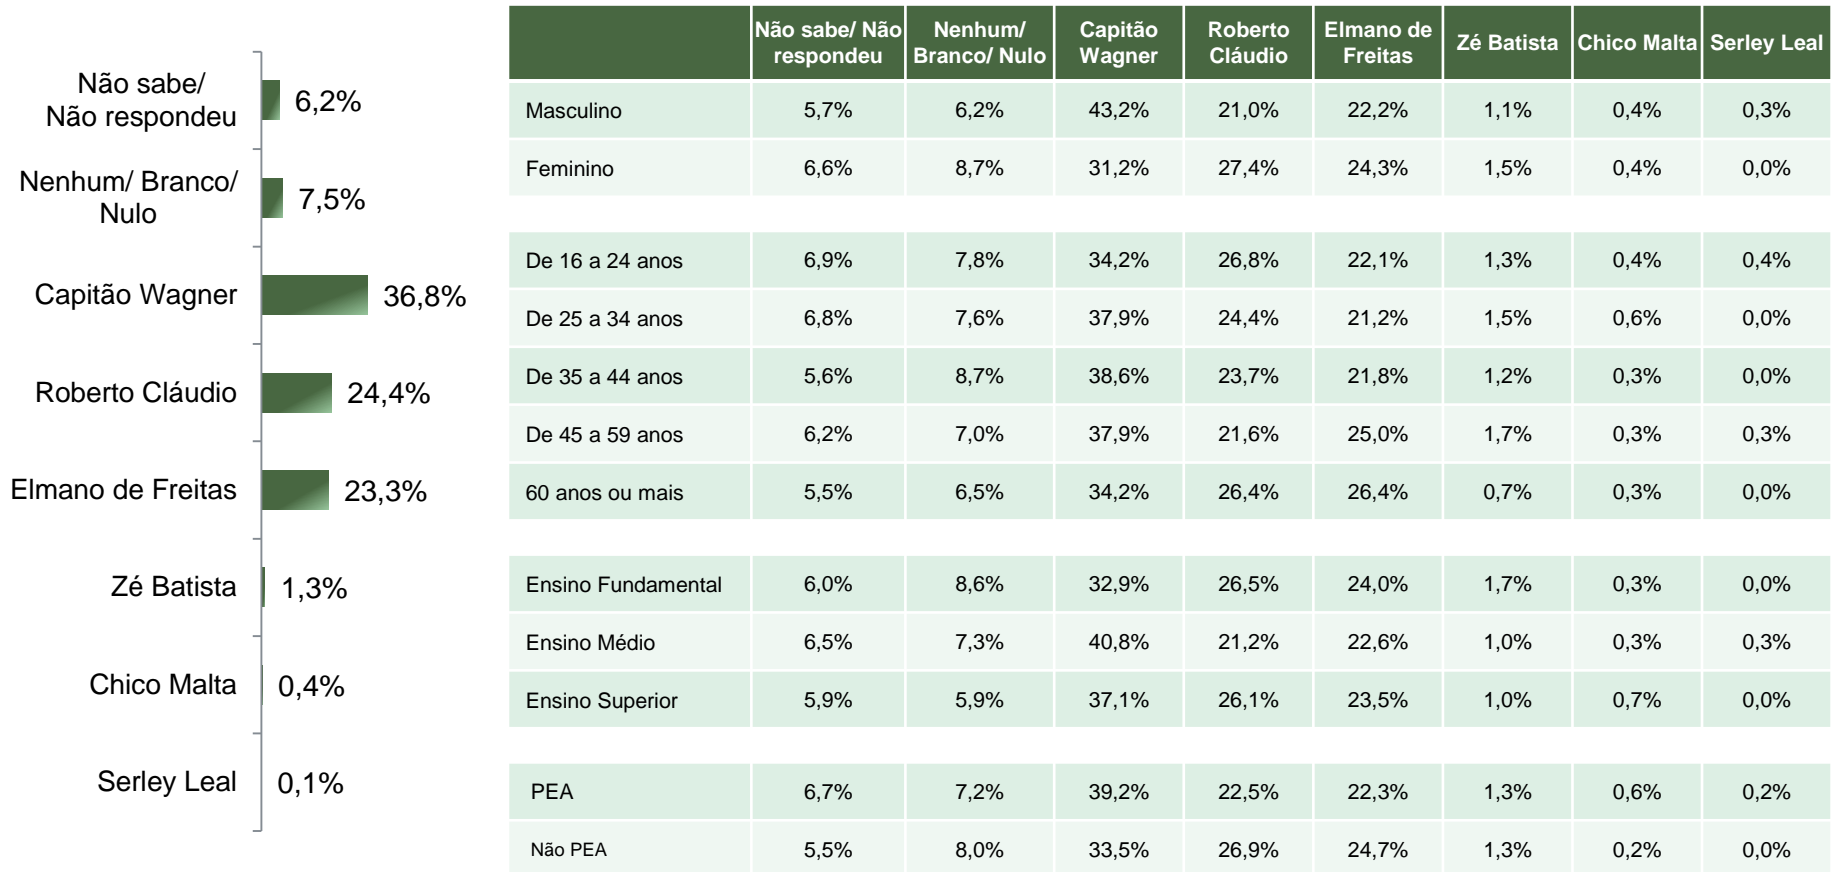 Não sabe/
Não respondeu
6,2%
Nenhum/ Branco/
Nulo
7,5%
Capitão Wagner
36,8%
Roberto Cláudio
24,4%
Elmano de Freitas
23,3%
Zé Batista
1,3%
Chico Malta
0,4%
Serley Leal
0,1%
Não sabe/ Não respondeu Nenhum/ Branco/ Nulo Capitão Wagner Roberto Cláudio Elmano de Freitas Zé Batista Chico Malta Serley Leal
Masculino 5,7% 6,2% 43,2% 21,0% 22,2% 1,1% 0,4% 0,3%
Feminino 6,6% 8,7% 31,2% 27,4% 24,3% 1,5% 0,4% 0,0%
De 16 a 24 anos 6,9% 7,8% 34,2% 26,8% 22,1% 1,3% 0,4% 0,4%
De 25 a 34 anos 6,8% 7,6% 37,9% 24,4% 21,2% 1,5% 0,6% 0,0%
De 35 a 44 anos 5,6% 8,7% 38,6% 23,7% 21,8% 1,2% 0,3% 0,0%
De 45 a 59 anos 6,2% 7,0% 37,9% 21,6% 25,0% 1,7% 0,3% 0,3%
60 anos ou mais 5,5% 6,5% 34,2% 26,4% 26,4% 0,7% 0,3% 0,0%
Ensino Fundamental 6,0% 8,6% 32,9% 26,5% 24,0% 1,7% 0,3% 0,0%
Ensino Médio 6,5% 7,3% 40,8% 21,2% 22,6% 1,0% 0,3% 0,3%
Ensino Superior 5,9% 5,9% 37,1% 26,1% 23,5% 1,0% 0,7% 0,0%
PEA 6,7% 7,2% 39,2% 22,5% 22,3% 1,3% 0,6% 0,2%
Não PEA 5,5% 8,0% 33,5% 26,9% 24,7% 1,3% 0,2% 0,0%